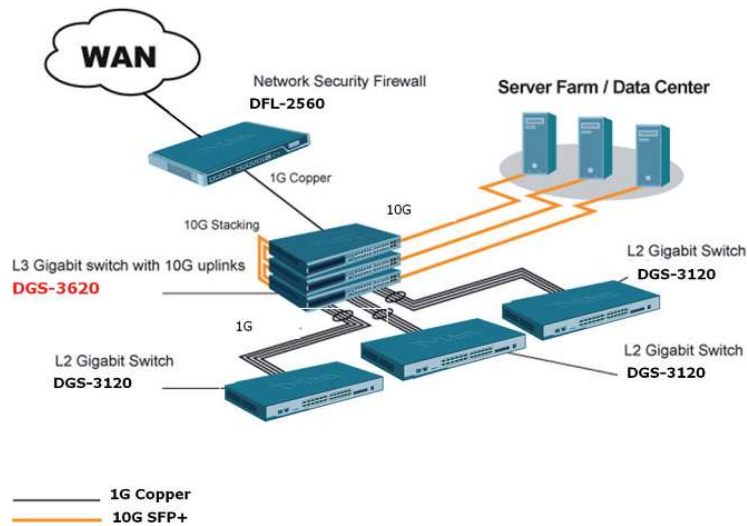 WAN
Network Security Firewall
DFL-2560
Server Farm / Data Center
1G Copper
10G
10G Stacking
L3 Gigabit switch with 10G uplinks
DGS-3620
L2 Gigabit Switch
DGS-3120
1G
L2 Gigabit Switch
DGS-3120
L2 Gigabit Switch
DGS-3120
1G Copper
10G SFP+